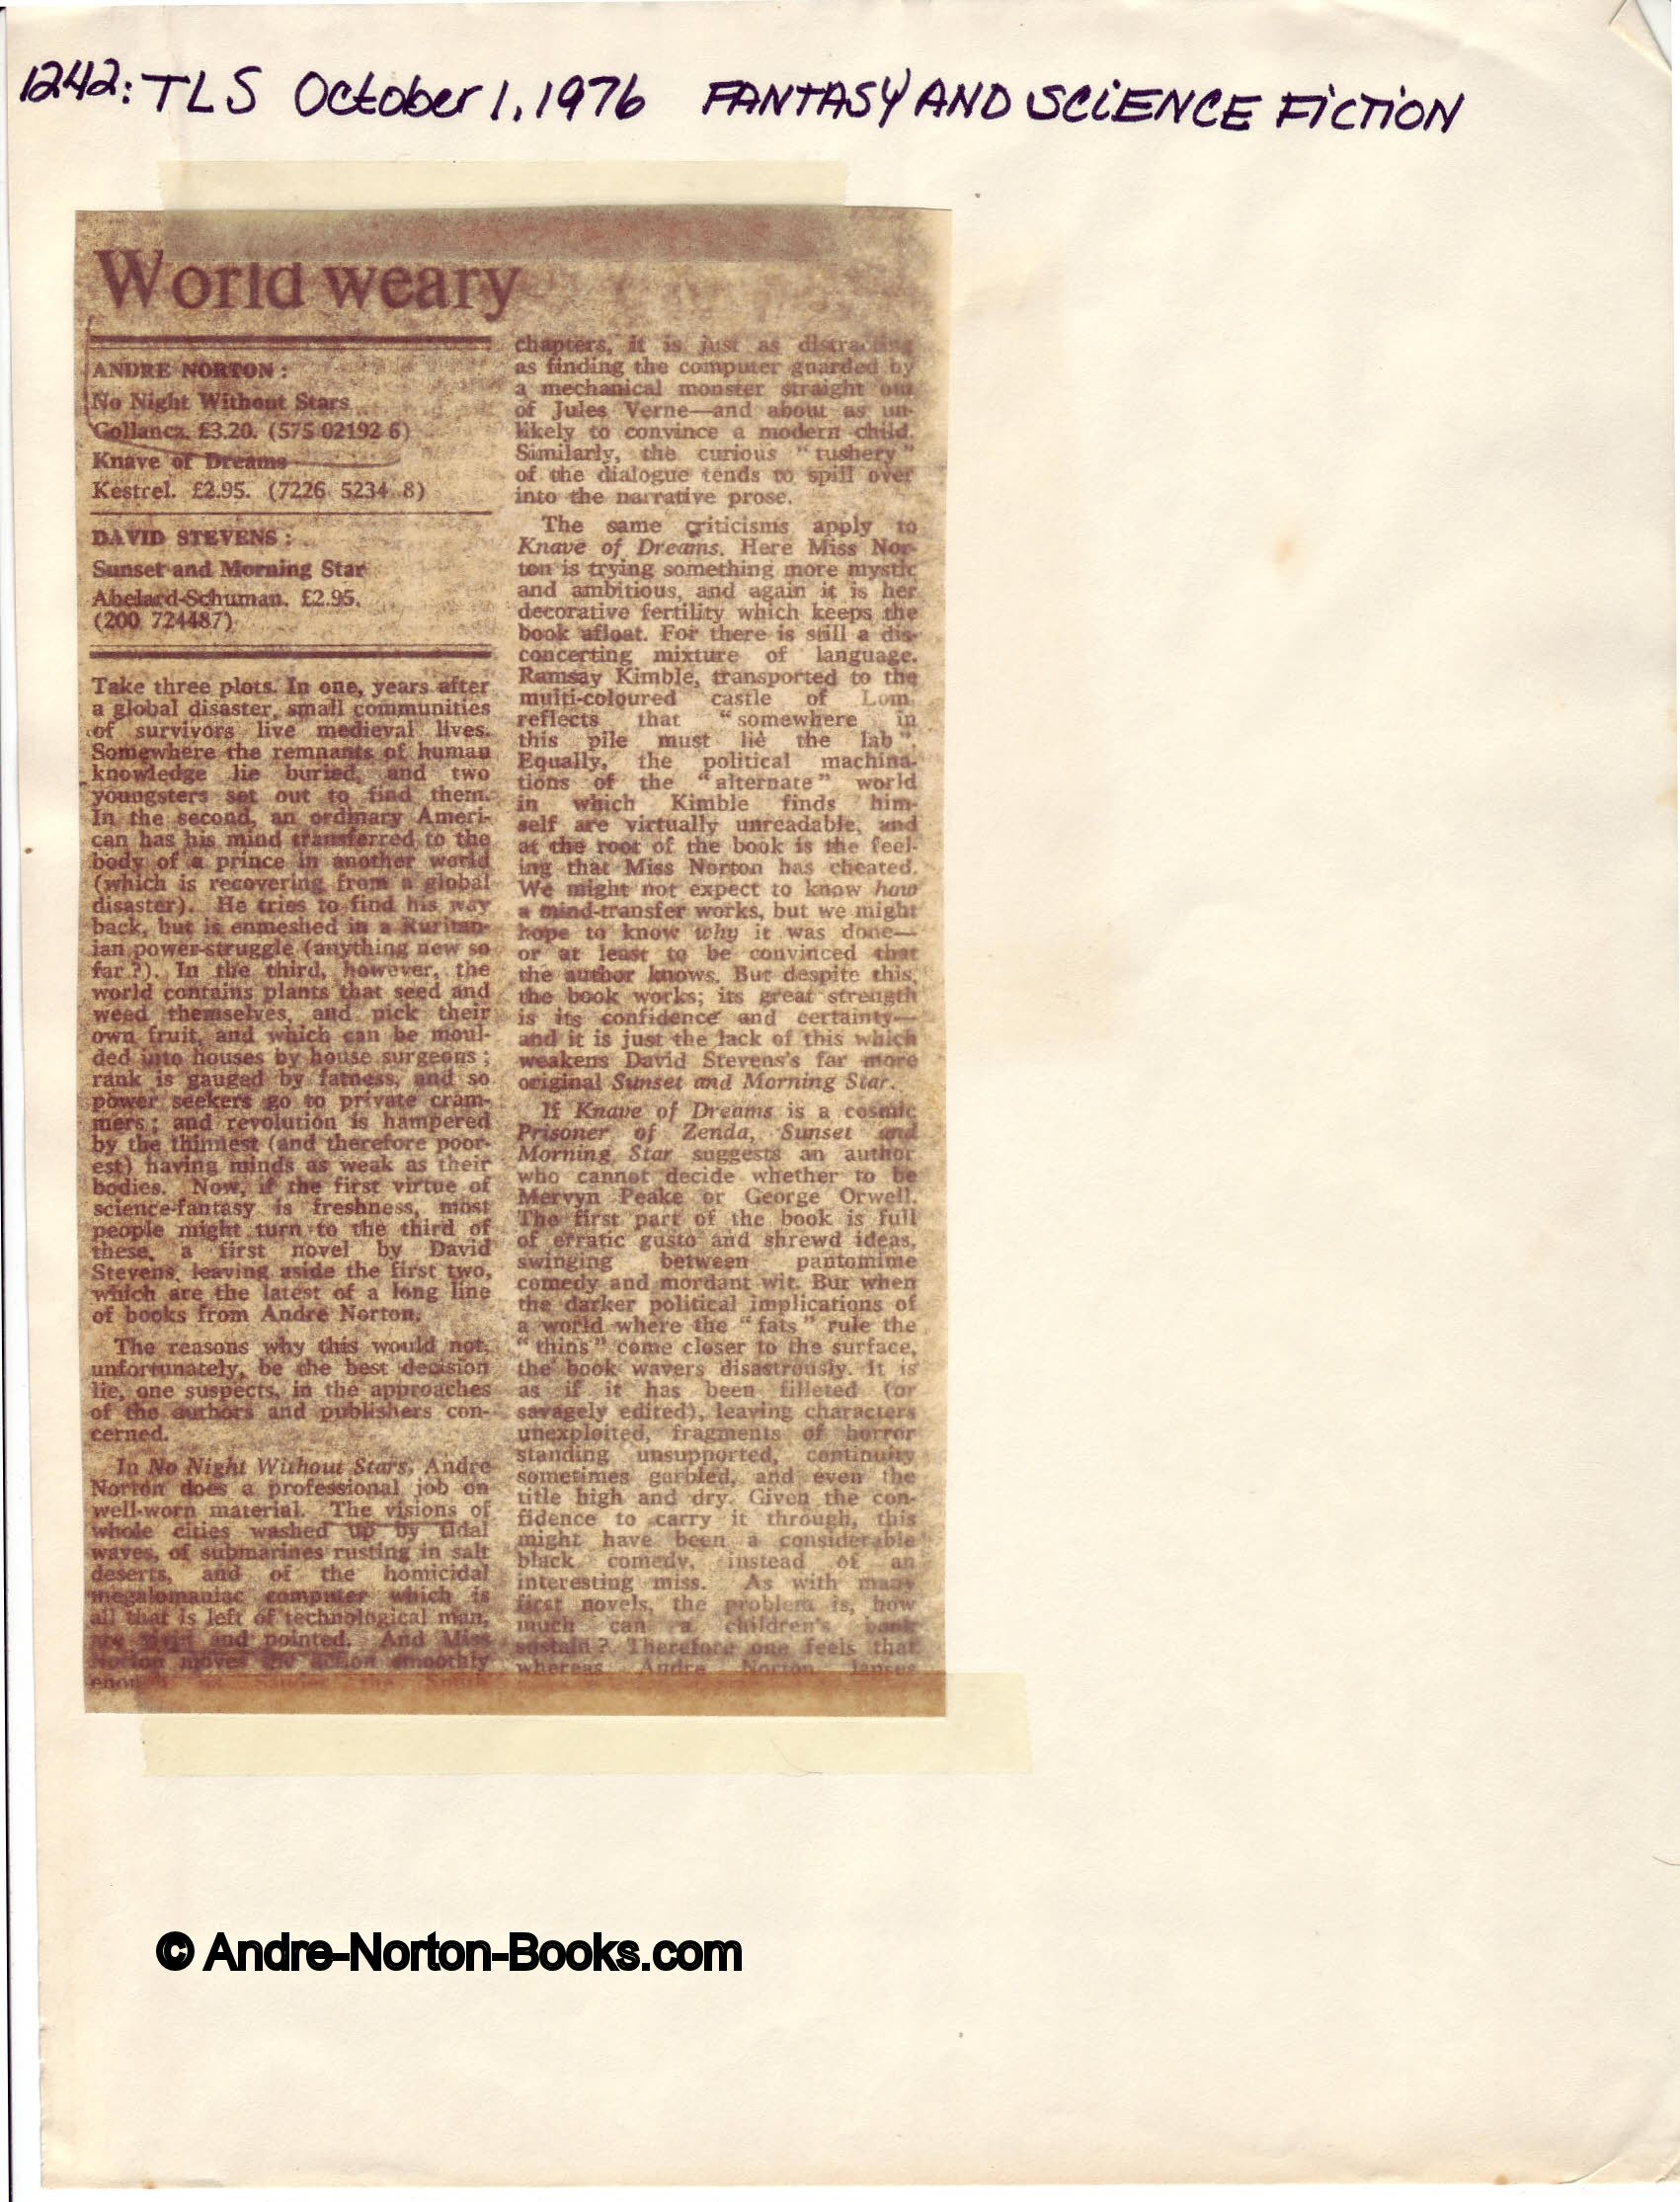 1242: TLS October 1, 1976 FANTASY AND SCIENCE FICTION
World weary
ANDRE NORTON :
No Night Without Stars
Gollancz. £3.20. (575 02192 6)
Knave of Dreams
Kestrel. £2.95. (7226 5234 8)
DAVID STEVENS :
Sunset and Morning Star
Abelard-Schuman. £2.95.
(200 724487)
Take three plots. In one, years after
a global disaster, small communities
of survivors live medieval lives.
Somewhere the remnants of human
knowledge lie buried, and two
youngsters set out to find them.
In the second, an ordinary Ameri-
can has his mind transferred to the
body of a prince in another world
(which is recovering from a global
disaster). He tries to find his way
back, but is enmeshed in a Ruritan-
ian power-struggle (anything new so
far ?). In the third, however, the
world contains plants that seed and
weed themselves, and pick their
own fruit, and which can be moul-
ded into houses by house surgeons ;
rank is gauged by fatness, and so
power seekers go to private cram-
mers ; and revolution is hampered
by the thinnest (and therefore poor-
est) having minds as weak as their
bodies. Now, if the first virtue of
science-fantasy is freshness, most
people might turn to the third of
these, a first novel by David
Stevens, leaving aside the first two,
which are the latest of a long line
of books from Andre Norton.
The reasons why this would not,
unfortunately, be the best decision
lie, one suspects, in the approaches
of the authors and publishers con-
cerned.
In No Night Without Stars, Andre
Norton does a professional job on
well-worn material. The visions of
whole cities washed up by tidal
waves, of submarines rusting in salt
deserts, and of the homicidal
megalomaniac computer which is
all that is left of technological man,
are and pointed. And Miss
Norton moves the action smoothly
chapters, it is just as distracting
as finding the computer guarded by
a mechanical monster straight out
of Jules Verne—and about as un-
likely to convince a modern child.
Similarly, the curious "tushery"
of the dialogue tends to spill over
into the narrative prose.
The same criticisms apply to
Knave of Dreams. Here Miss Nor-
ton is trying something more mystic
and ambitious, and again it is her
decorative fertility which keeps the
book afloat. For there is still a dis-
concerting mixture of language.
Ramsay Kimble, transported to the
multi-coloured castle of Lom
reflects that "somewhere in
this pile must lie the lab".
Equally, the political machina-
tions of the "alternate" world
in which Kimble finds him-
self are virtually unreadable, and
at the root of the book is the feel-
ing that Miss Norton has cheated.
We might not expect to know how
a mind-transfer works, but we might
hope to know why it was done—
or at least to be convinced that
the author knows. But despite this,
the book works; its great strength
is its confidence and certainty—
and it is just the lack of this which
weakens David Stevens's far more
original Sunset and Morning Star.
If Knave of Dreams is a cosmic
Prisoner of Zenda, Sunset and
Morning Star suggests an author
who cannot decide whether to be
Mervyn Peake or George Orwell.
The first part of the book is full
of erratic gusto and shrewd ideas,
swinging between pantomime
comedy and mordant wit. But when
the darker political implications of
a world where the "fats" rule the
"thins" come closer to the surface,
the book wavers disastrously. It is
as if it has been filleted (or
savagely edited), leaving characters
unexploited, fragments of horror
standing unsupported, continuity
sometimes garbled, and even the
title high and dry. Given the con-
fidence to carry it through, this
might have been a considerable
black comedy, instead of an
interesting miss. As with many
first novels, the problem is, how
much can a children's book
sustain? Therefore one feels that
whereas Andre Norton lapses
© Andre-Norton-Books.com